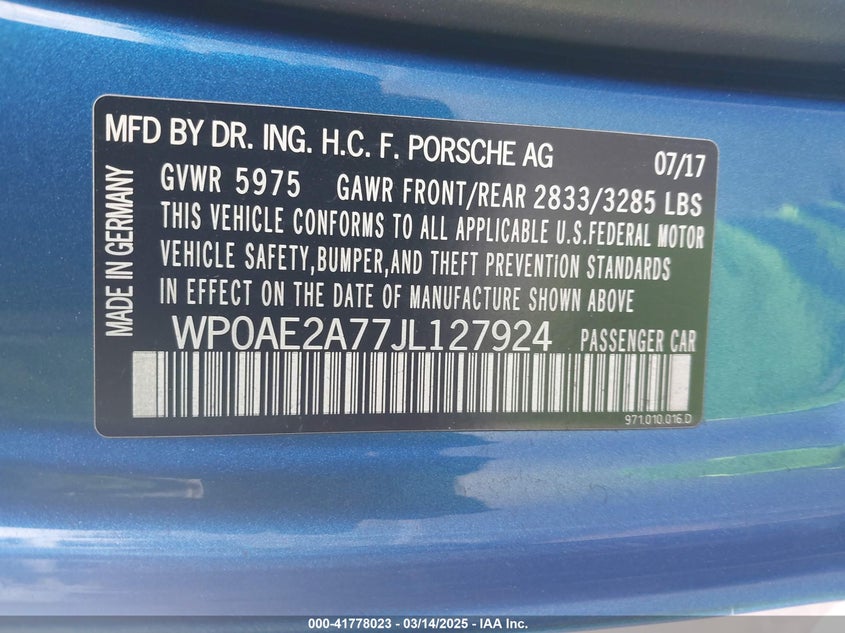 MFD BY DR. ING. H.C. F. PORSCHE AG 07/17
GVWR 5975 GAWR FRONT/REAR 2833/3285 LBS
THIS VEHICLE CONFORMS TO ALL APPLICABLE U.S.FEDERAL MOTOR
VEHICLE SAFETY,BUMPER,AND THEFT PREVENTION STANDARDS
IN EFFECT ON THE DATE OF MANUFACTURE SHOWN ABOVE
MADE IN GERMANY
WP0AE2A77JL127924 PASSENGER CAR
971.010.016.D
000-41778023 - 03/14/2025 - IAA Inc.